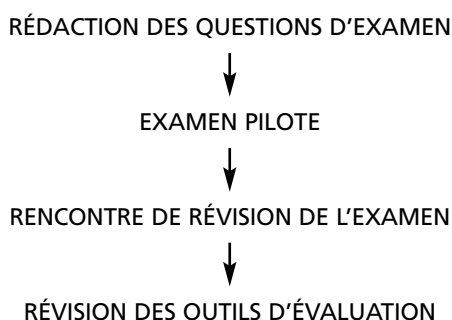 RÉDACTION DES QUESTIONS D'EXAMEN
EXAMEN PILOTE
RENCONTRE DE RÉVISION DE L'EXAMEN
RÉVISION DES OUTILS D'ÉVALUATION